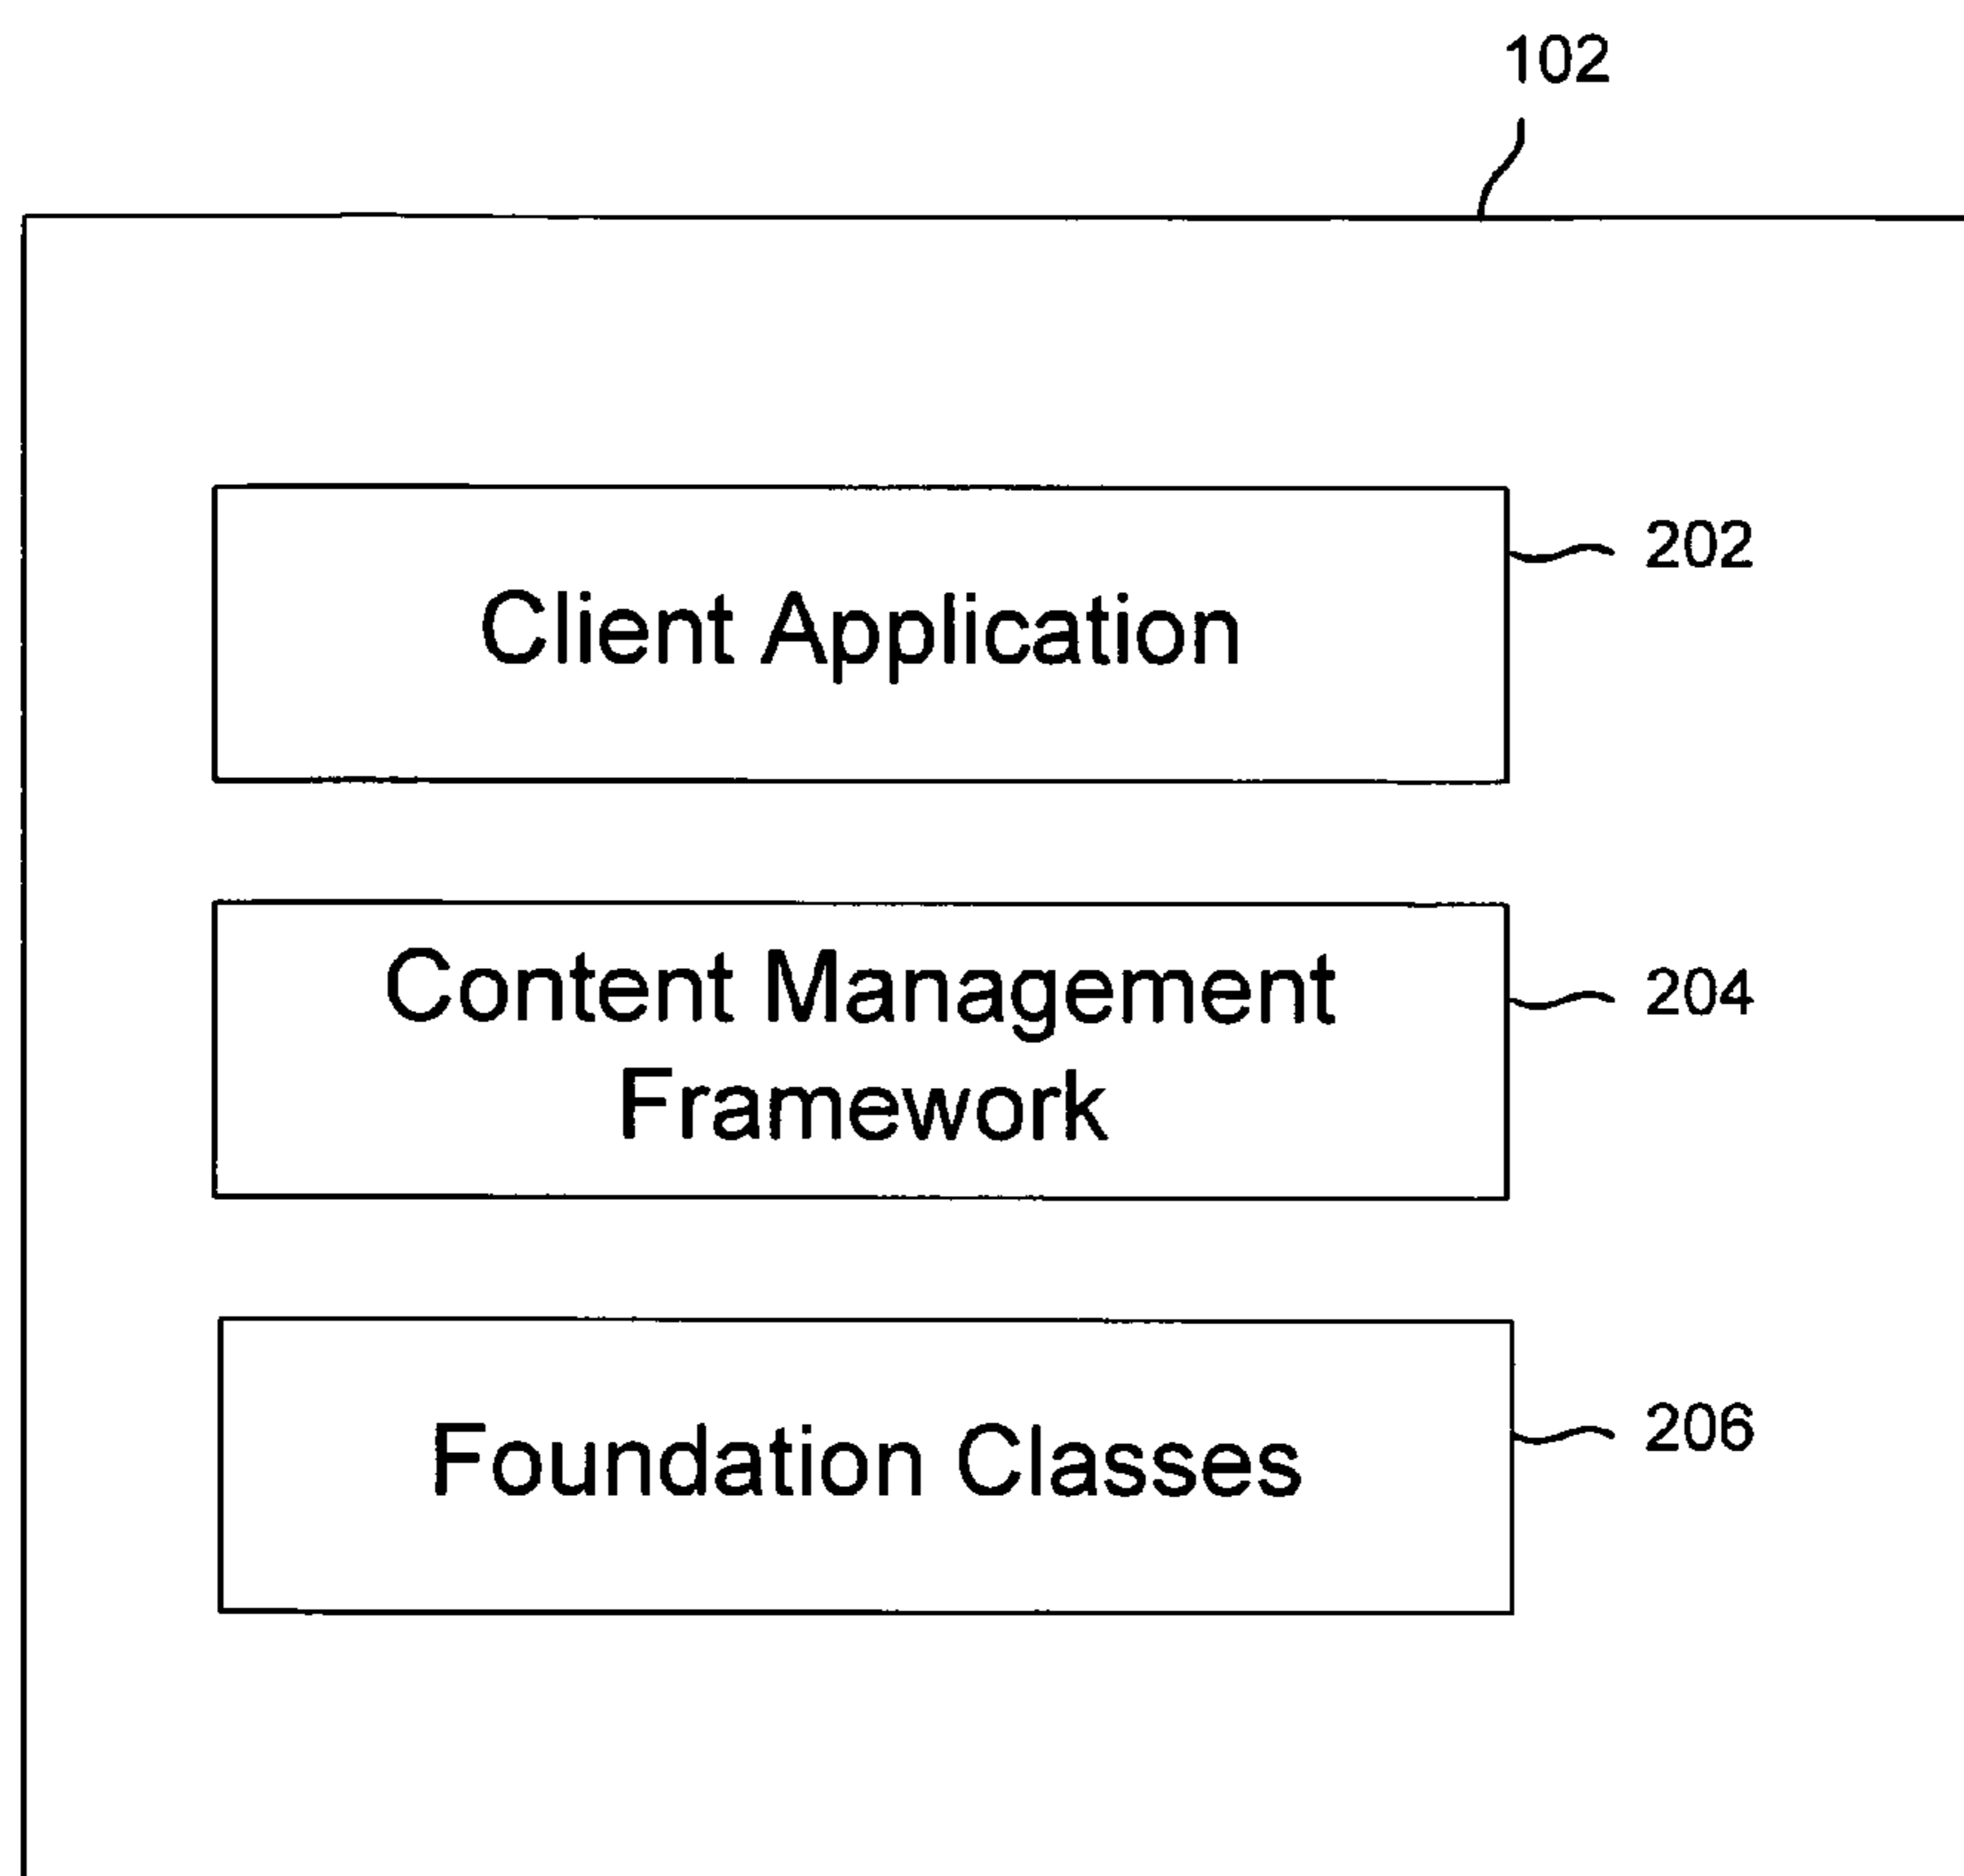 102
Client Application
202
Content Management
Framework
204
Foundation Classes
206